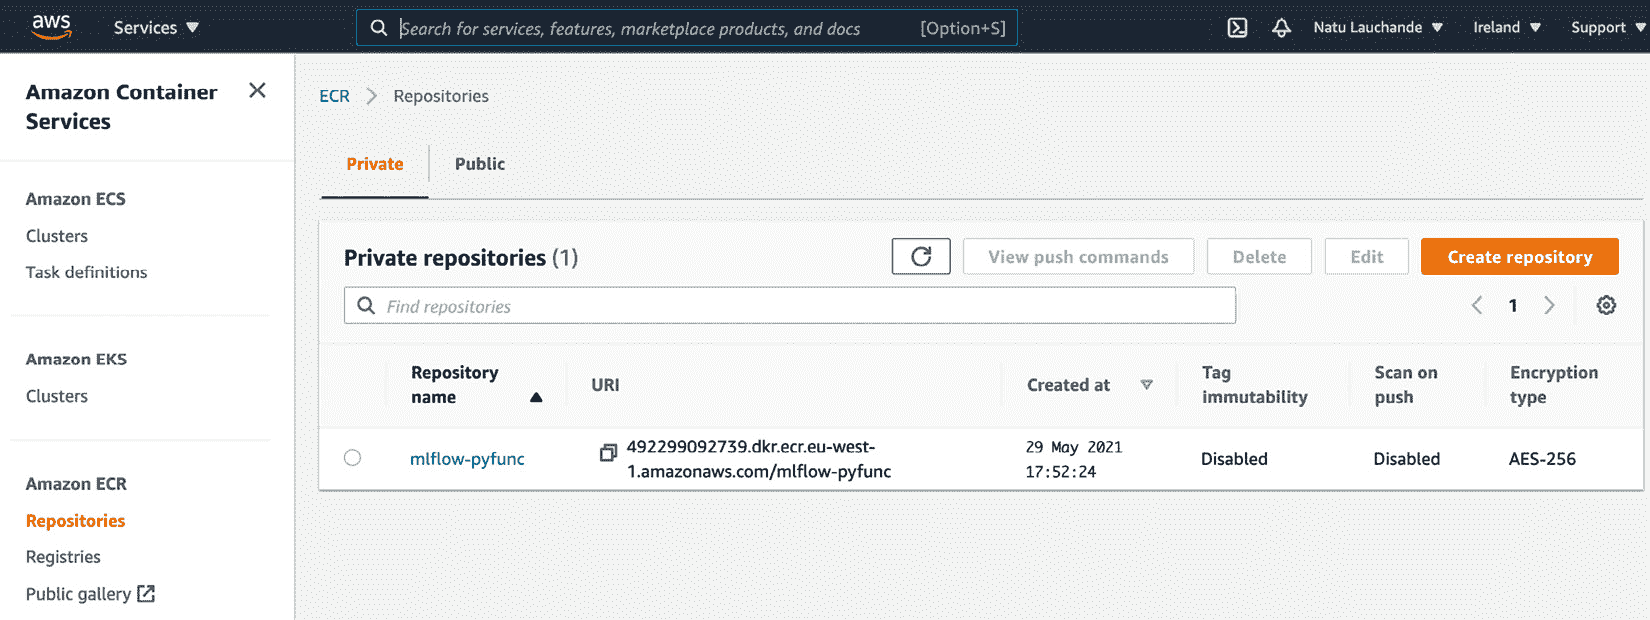 aws
Services
Search for services, features, marketplace products, and docs
[Option+S]
Natu Lauchande
Ireland
Support
Amazon Container
Services
Amazon ECS
Clusters
Task definitions
Amazon EKS
Clusters
Amazon ECR
Repositories
Registries
Public gallery
ECR
Repositories
Private
Public
Private repositories (1)
View push commands
Delete
Edit
Create repository
Find repositories
1
Repository
name
URI
Created at
Tag
immutability
Scan on
push
Encryption
type
mlflow-pyfunc
492299092739.dkr.ecr.eu-west-
1.amazonaws.com/mlflow-pyfunc
29 May 2021
17:52:24
Disabled
Disabled
AES-256